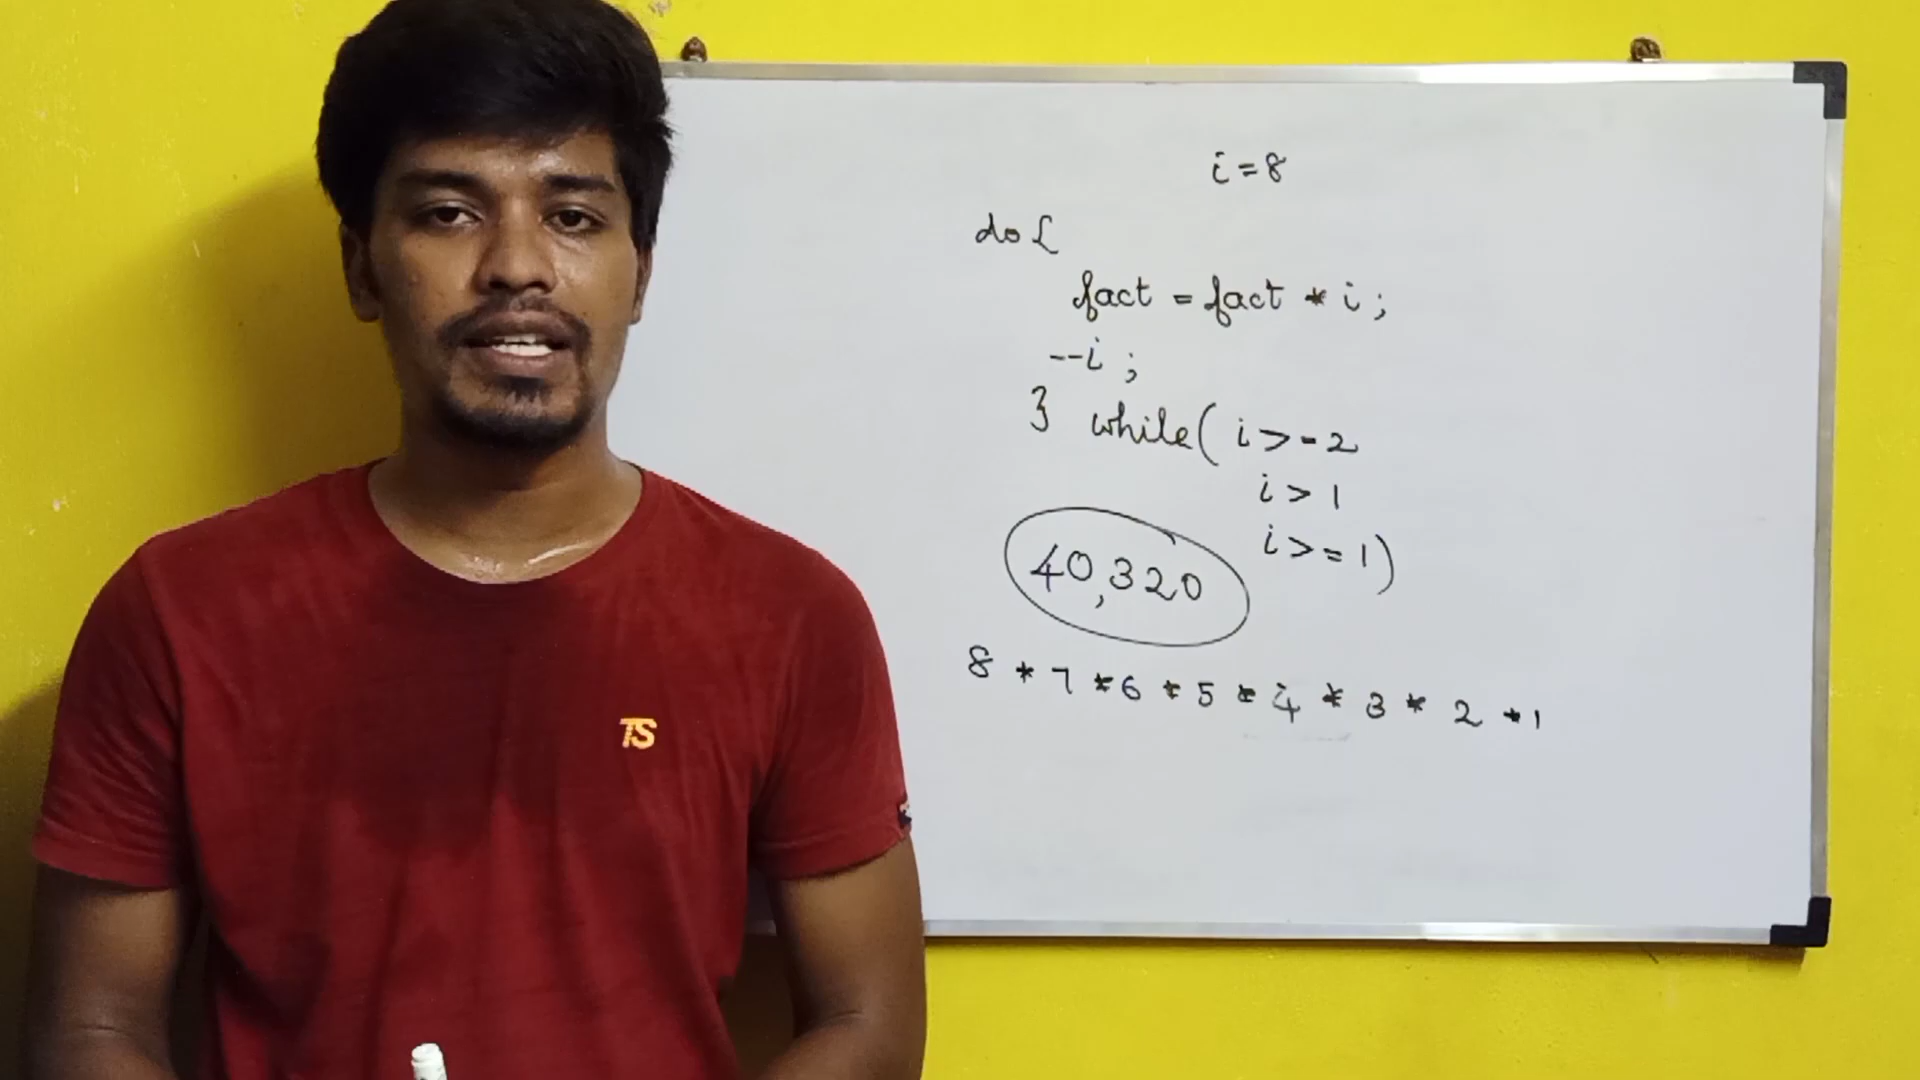 i = 8
do {
fact = fact * i ;
--i ;
} while( i >= 2
i > 1
i >= 1)
40,320
8 * 7 * 6 * 5 * 4 * 3 * 2 * 1
TS